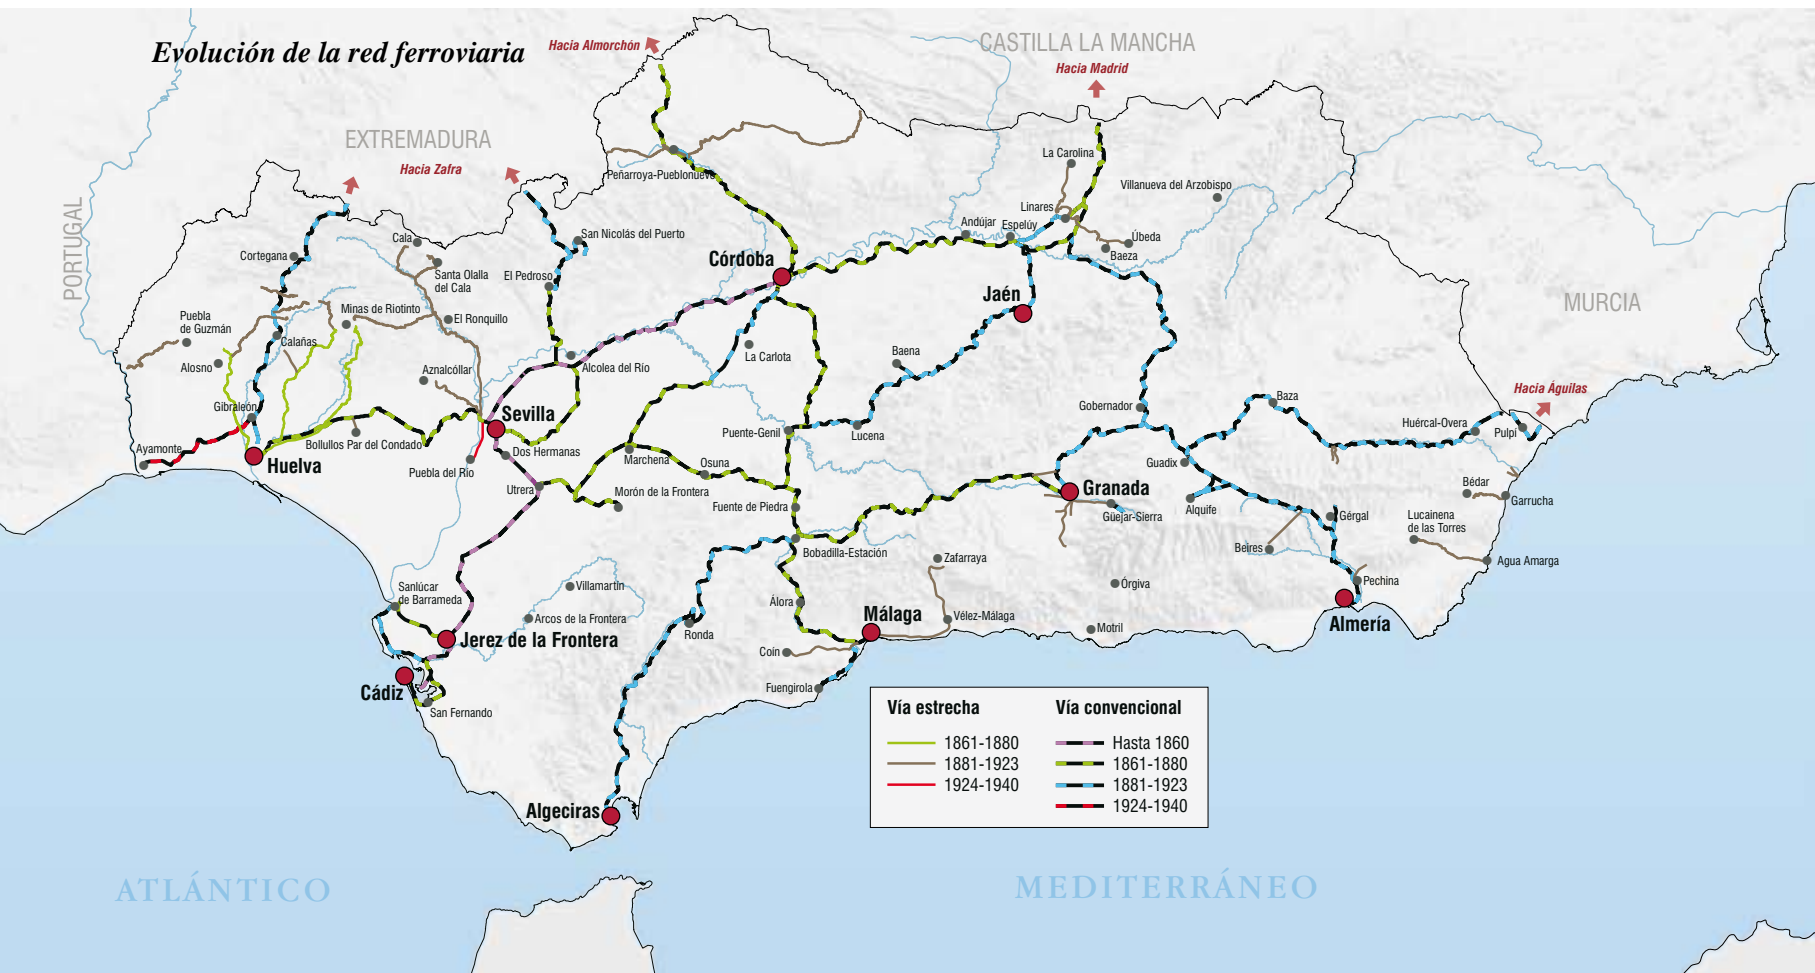 Evolución de la red ferroviaria
Hacia Almorchón
CASTILLA LA MANCHA
Hacia Madrid
EXTREMADURA
Hacia Zafra
PORTUGAL
MURCIA
Hacia Águilas
La Carolina
Villanueva del Arzobispo
Peñarroya-Pueblonuevo
Linares
Andújar
Espelúy
Úbeda
Baeza
Cala
San Nicolás del Puerto
Cortegana
Santa Olalla
del Cala
El Pedroso
Córdoba
Jaén
Puebla
de Guzmán
Minas de Riotinto
El Ronquillo
Calañas
La Carlota
Baena
Alosno
Aznalcóllar
Alcolea del Río
Gibraleón
Sevilla
Gobernador
Baza
Huércal-Overa
Pulpí
Ayamonte
Bollullos Par del Condado
Puente-Genil
Lucena
Huelva
Puebla del Río
Dos Hermanas
Marchena
Osuna
Guadix
Utrera
Morón de la Frontera
Fuente de Piedra
Granada
Güejar-Sierra
Alquife
Gérgal
Bédar
Garrucha
Lucainena
de las Torres
Bobadilla-Estación
Zafarraya
Beires
Agua Amarga
Sanlúcar
de Barrameda
Villamartín
Arcos de la Frontera
Álora
Málaga
Vélez-Málaga
Órgiva
Pechina
Motril
Almería
Jerez de la Frontera
Ronda
Coín
Fuengirola
Cádiz
San Fernando
Algeciras
Vía estrecha
1861-1880
1881-1923
1924-1940
Vía convencional
Hasta 1860
1861-1880
1881-1923
1924-1940
ATLÁNTICO
MEDITERRÁNEO